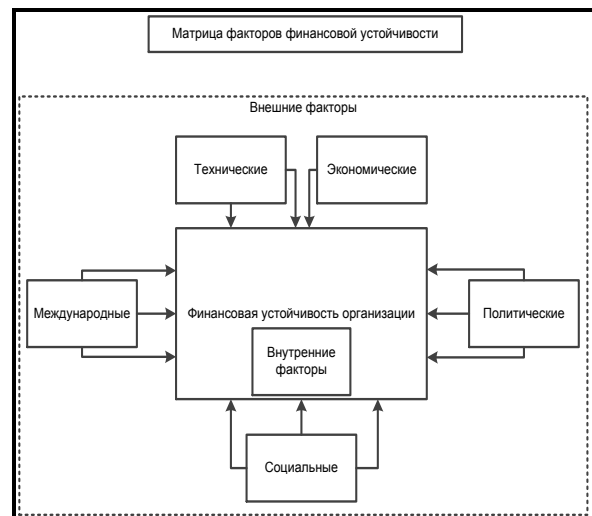 Матрица факторов финансовой устойчивости
Внешние факторы
Технические
Экономические
Международные
Финансовая устойчивость организации
Политические
Внутренние
факторы
Социальные